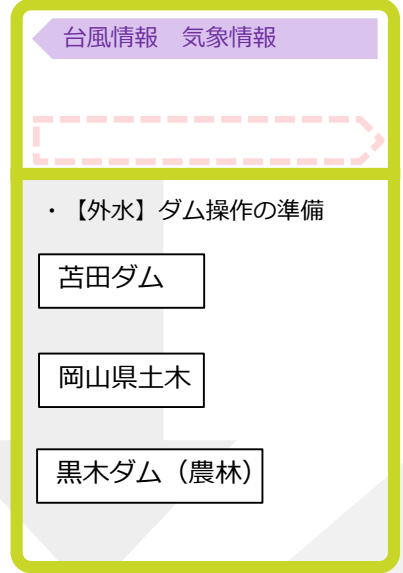 台風情報　気象情報
・【外水】ダム操作の準備
苫田ダム
岡山県土木
黒木ダム（農林）